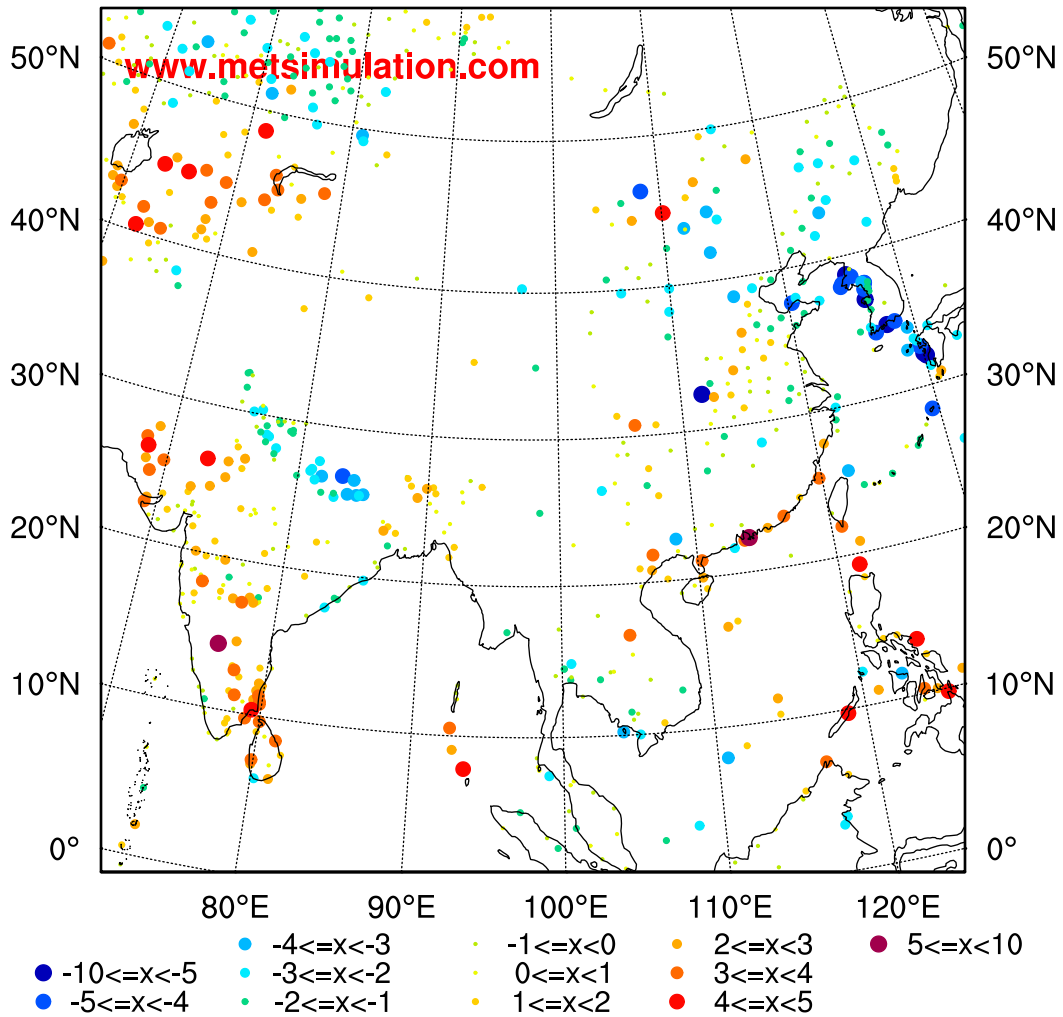 50°N 50°N
www.metsimulation.com
40°N 40°N
30°N 30°N
20°N 20°N
10°N 10°N
0° 0°
80°E 90°E 100°E 110°E 120°E
-4<=x<-3 -1<=x<0 2<=x<3 5<=x<10
-10<=x<-5 -3<=x<-2 0<=x<1 3<=x<4
-5<=x<-4 -2<=x<-1 1<=x<2 4<=x<5